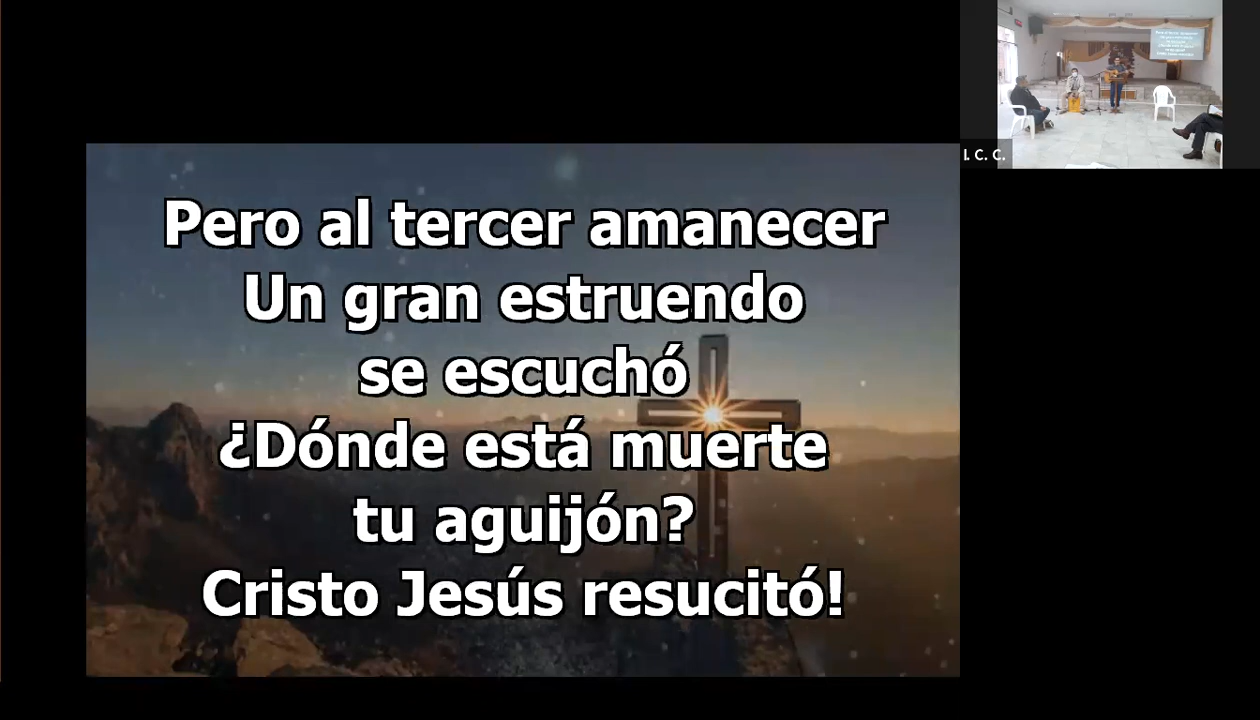 Pero al tercer amanecer
Un gran estruendo
se escuchó
¿Dónde está muerte
tu aguijón?
Cristo Jesús resucitó!
I. C. C.